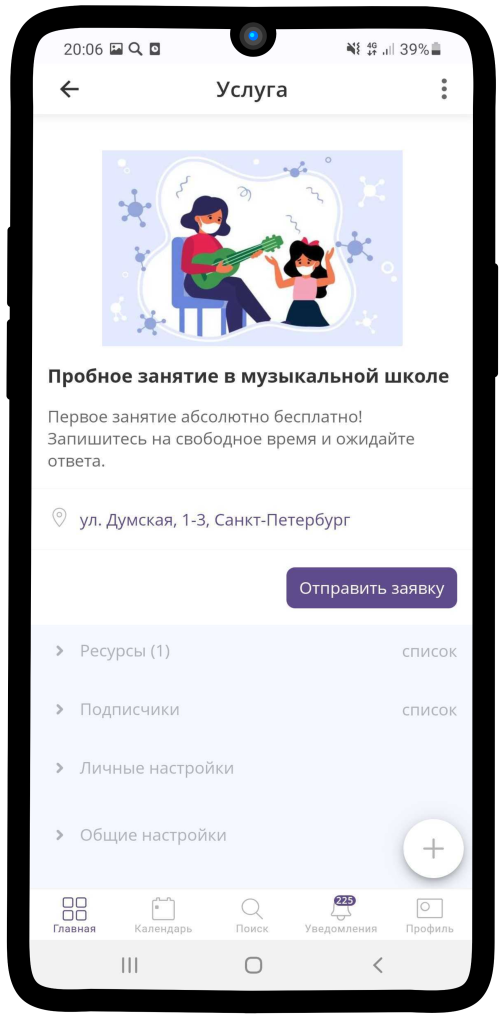 20:06
4G
39%
Услуга
Пробное занятие в музыкальной школе
Первое занятие абсолютно бесплатно!
Запишитесь на свободное время и ожидайте
ответа.
ул. Думская, 1-3, Санкт-Петербург
Отправить заявку
Ресурсы (1) список
Подписчики список
Личные настройки
Общие настройки
225
Главная Календарь Поиск Уведомления Профиль